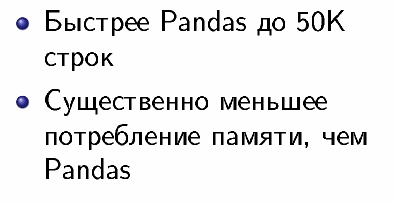 Быстрее Pandas до 50K
строк
Существенно меньшее
потребление памяти, чем
Pandas